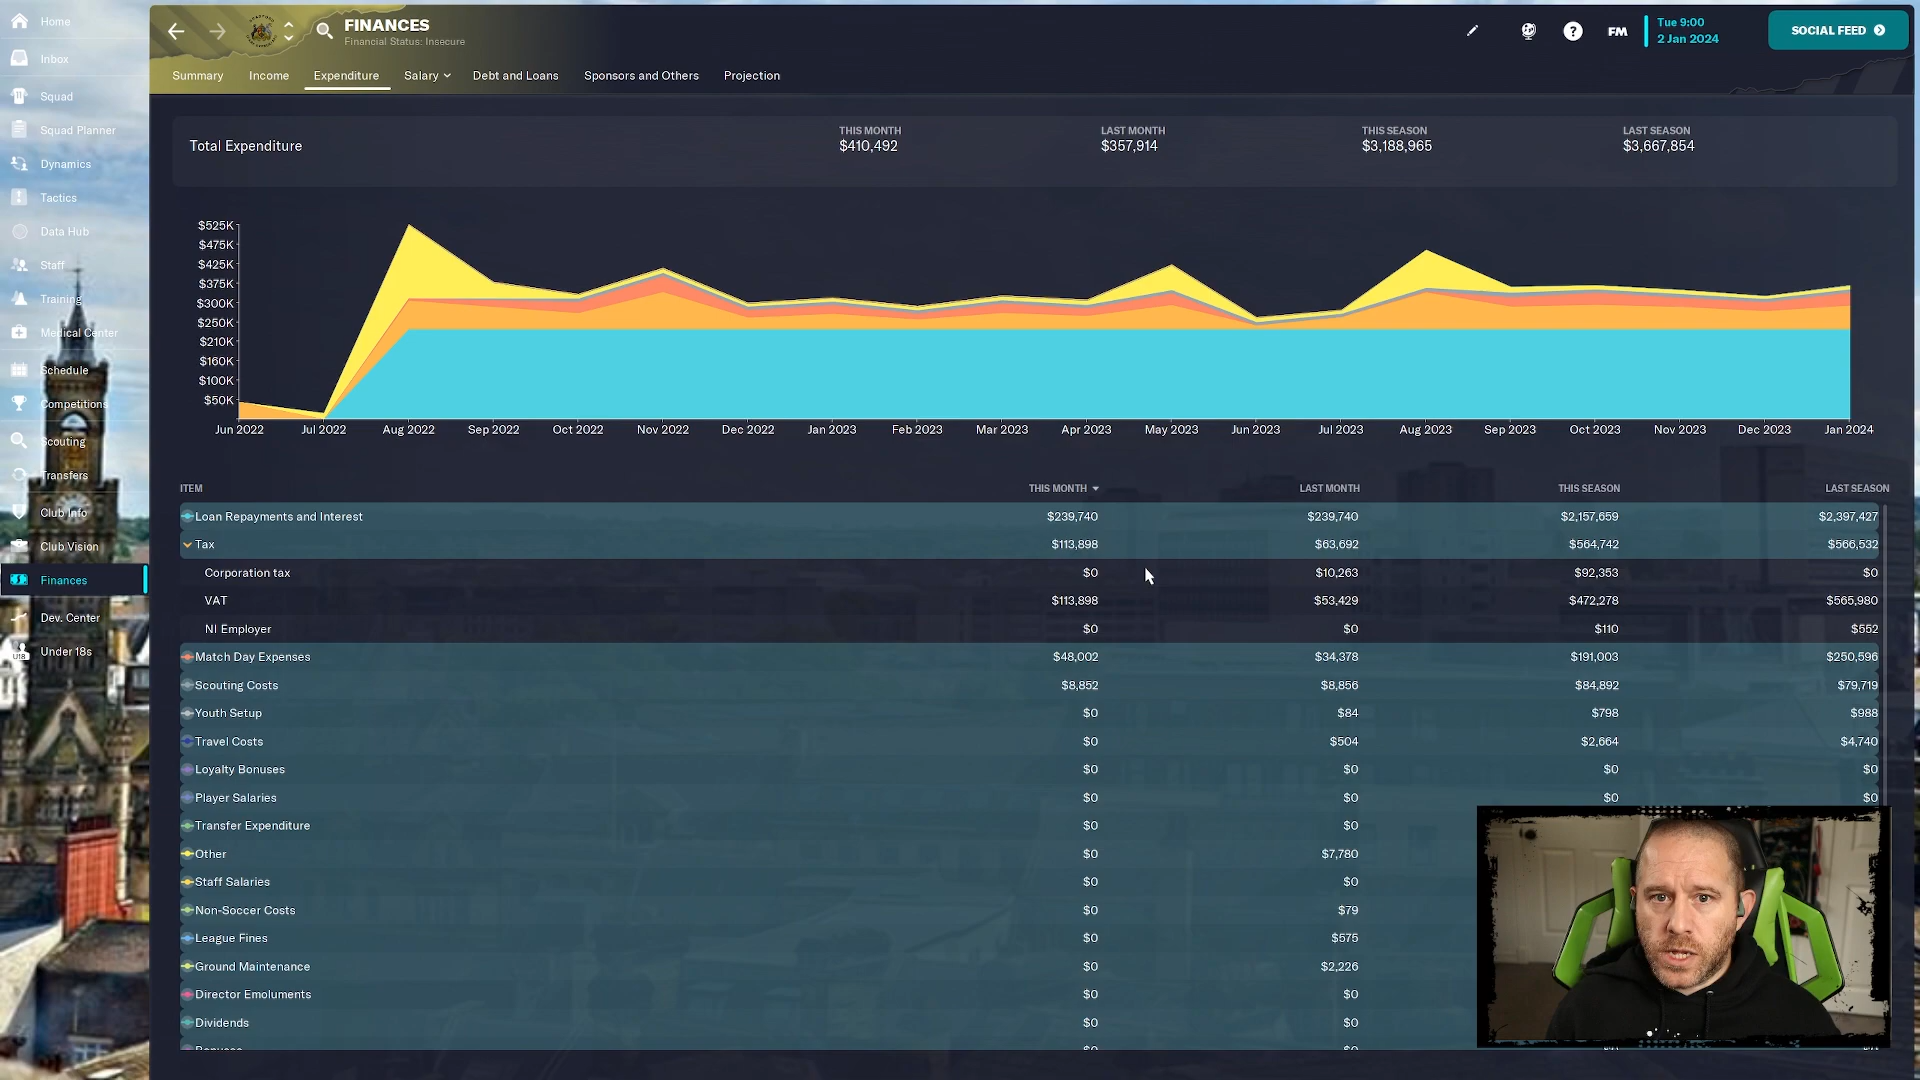 Home
Inbox
Squad
Squad Planner
Dynamics
Tactics
Data Hub
Staff
Training
Medical Center
Schedule
Competitions
Scouting
Transfers
Club Info
Club Vision
Finances
Dev. Center
Under 18s
FINANCES
Financial Status: Insecure
FM
Tue 9:00
2 Jan 2024
SOCIAL FEED
Summary Income Expenditure Salary Debt and Loans Sponsors and Others Projection
Total Expenditure
THIS MONTH LAST MONTH THIS SEASON LAST SEASON
$410,492 $357,914 $3,188,965 $3,667,854
$525K
$475K
$425K
$375K
$300K
$250K
$210K
$160K
$100K
$50K
Jun 2022 Jul 2022 Aug 2022 Sep 2022 Oct 2022 Nov 2022 Dec 2022 Jan 2023 Feb 2023 Mar 2023 Apr 2023 May 2023 Jun 2023 Jul 2023 Aug 2023 Sep 2023 Oct 2023 Nov 2023 Dec 2023 Jan 2024
ITEM THIS MONTH LAST MONTH THIS SEASON LAST SEASON
Loan Repayments and Interest $239,740 $239,740 $2,157,659 $2,397,427
Tax $113,898 $63,692 $564,742 $566,532
Corporation tax $0 $10,263 $92,353 $0
VAT $113,898 $53,429 $472,278 $565,980
NI Employer $0 $0 $110 $552
Match Day Expenses $48,002 $34,378 $191,003 $250,596
Scouting Costs $8,852 $8,856 $84,892 $79,719
Youth Setup $0 $84 $798 $988
Travel Costs $0 $504 $2,664 $4,740
Loyalty Bonuses $0 $0 $0 $0
Player Salaries $0 $0 $0 $0
Transfer Expenditure $0 $0
Other $0 $7,780
Staff Salaries $0 $0
Non-Soccer Costs $0 $79
League Fines $0 $575
Ground Maintenance $0 $2,226
Director Emoluments $0 $0
Dividends $0 $0